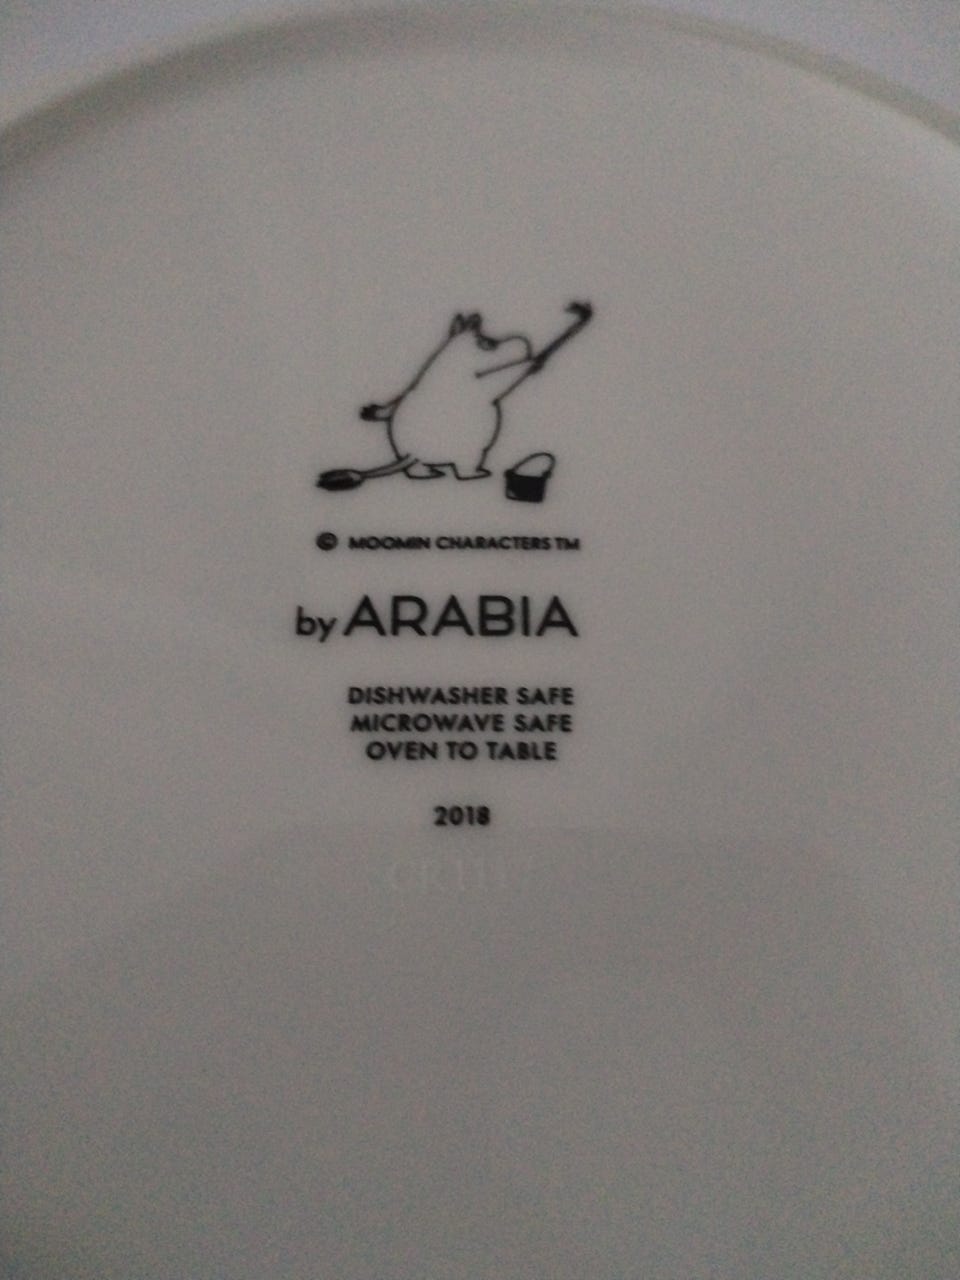 © MOOMIN CHARACTERS TM
by ARABIA
DISHWASHER SAFE
MICROWAVE SAFE
OVEN TO TABLE
2018